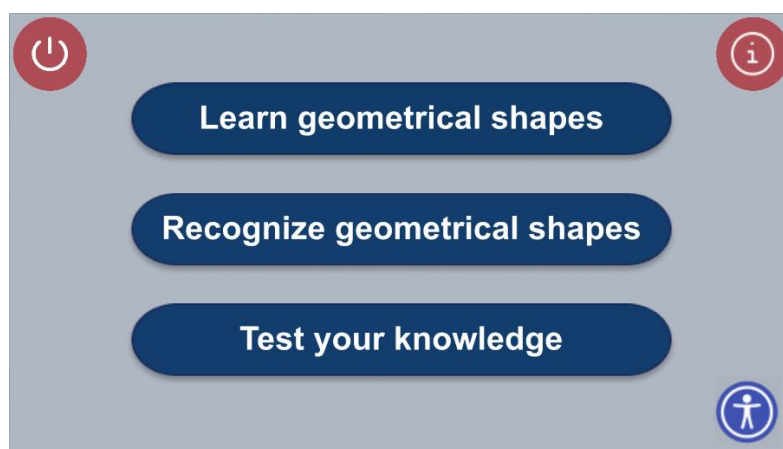 Learn geometrical shapes
Recognize geometrical shapes
Test your knowledge